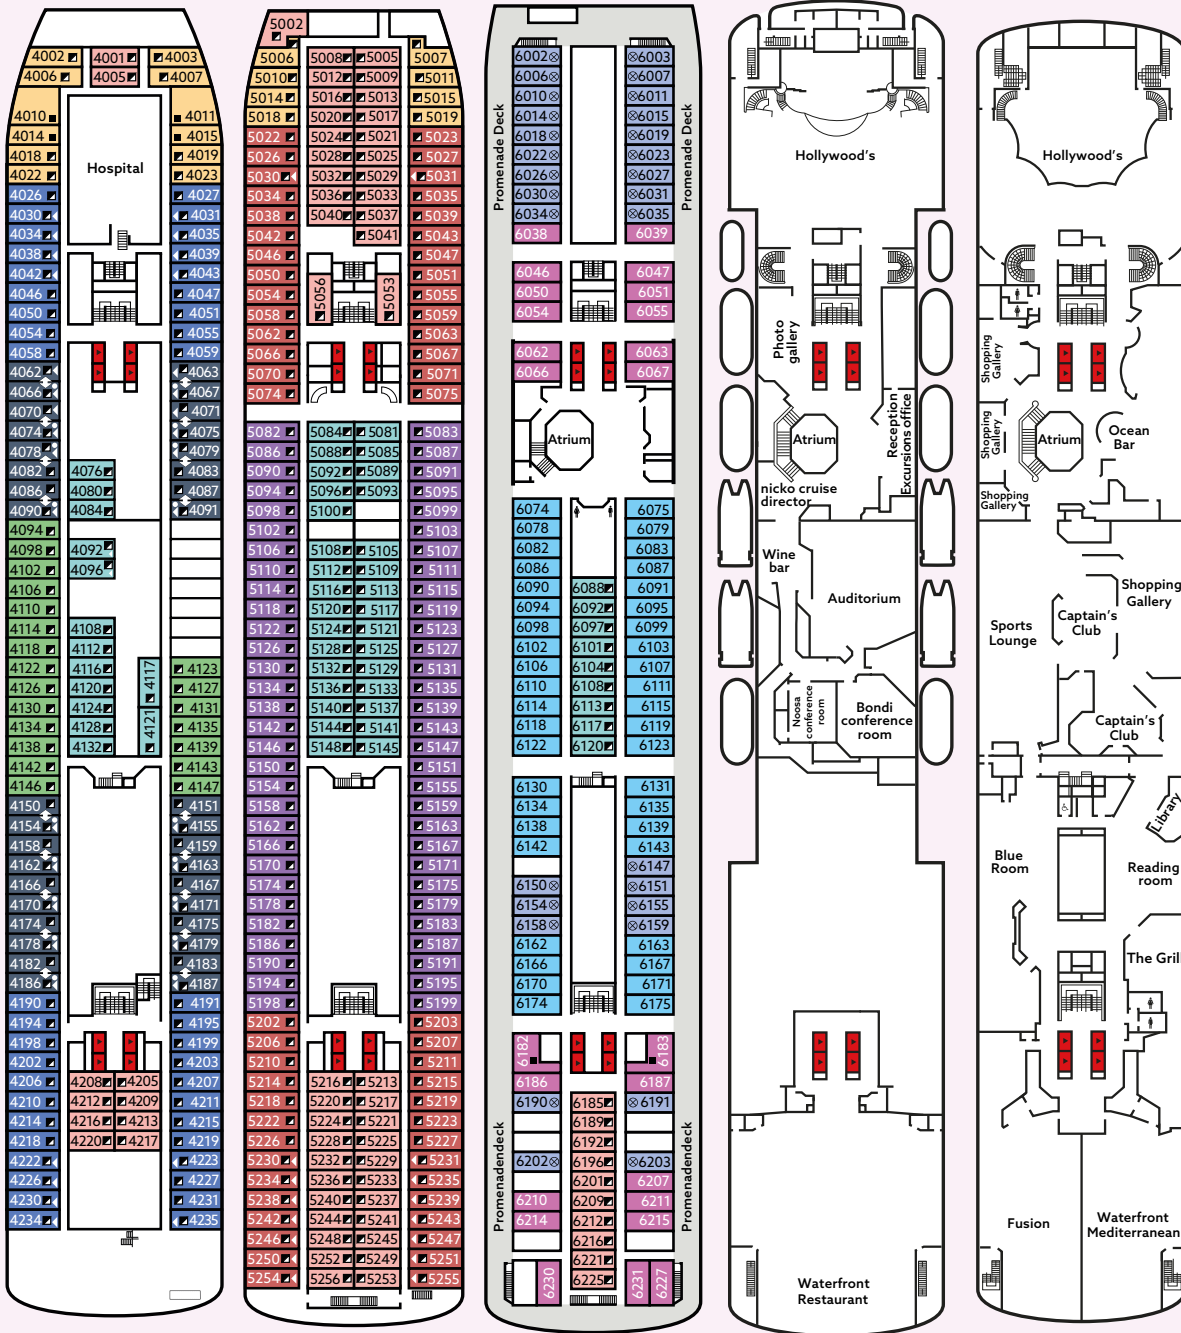 4002 4001 4003
4006 4005 4007
4010 4011
4014 4015
4018 4019
4022 4023
Hospital
4026 4027
4030 4031
4034 4035
4038 4039
4042 4043
4046 4047
4050 4051
4054 4055
4058 4059
4062 4063
4066 4067
4070 4071
4074 4075
4078 4079
4082 4076 4083
4086 4080 4087
4090 4084 4091
4094
4098 4092
4102 4096
4106
4110
4114 4108
4118 4112
4122 4116 4117 4123
4126 4120 4127
4130 4124 4121 4131
4134 4128 4135
4138 4132 4139
4142 4143
4146 4147
4150 4151
4154 4155
4158 4159
4162 4163
4166 4167
4170 4171
4174 4175
4178 4179
4182 4183
4186 4187
4190 4191
4194 4195
4198 4199
4202 4203
4206 4208 4205 4207
4210 4212 4209 4211
4214 4216 4213 4215
4218 4220 4217 4219
4222 4223
4226 4227
4230 4231
4234 4235
5002
5006 5008 5005 5007
5010 5012 5009 5011
5014 5016 5013 5015
5018 5020 5017 5019
5022 5024 5021 5023
5026 5028 5025 5027
5030 5032 5029 5031
5034 5036 5033 5035
5038 5040 5037 5039
5042 5041 5043
5046 5047
5050 5056 5053 5051
5054 5055
5058 5059
5062 5063
5066 5067
5070 5071
5074 5075
5082 5084 5081 5083
5086 5088 5085 5087
5090 5092 5089 5091
5094 5096 5093 5095
5098 5100 5099
5102 5103
5106 5108 5105 5107
5110 5112 5109 5111
5114 5116 5113 5115
5118 5120 5117 5119
5122 5124 5121 5123
5126 5128 5125 5127
5130 5132 5129 5131
5134 5136 5133 5135
5138 5140 5137 5139
5142 5144 5141 5143
5146 5148 5145 5147
5150 5151
5154 5155
5158 5159
5162 5163
5166 5167
5170 5171
5174 5175
5178 5179
5182 5183
5186 5187
5190 5191
5194 5195
5198 5199
5202 5203
5206 5207
5210 5211
5214 5216 5213 5215
5218 5220 5217 5219
5222 5224 5221 5223
5226 5228 5225 5227
5230 5232 5229 5231
5234 5236 5233 5235
5238 5240 5237 5239
5242 5244 5241 5243
5246 5248 5245 5247
5250 5252 5249 5251
5254 5256 5253 5255
Promenade Deck
Promenade Deck
6002 6003
6006 6007
6010 6011
6014 6015
6018 6019
6022 6023
6026 6027
6030 6031
6034 6035
6038 6039
6046 6047
6050 6051
6054 6055
6062 6063
6066 6067
Atrium
6074 6075
6078 6079
6082 6083
6086 6087
6090 6088 6091
6094 6092 6095
6098 6097 6099
6102 6101 6103
6106 6104 6107
6110 6108 6111
6114 6113 6115
6118 6117 6119
6122 6120 6123
6130 6131
6134 6135
6138 6139
6142 6143
6147
6150 6151
6154 6155
6158 6159
6162 6163
6166 6167
6170 6171
6174 6175
6182 6183
6186 6187
6190 6185 6191
6189
6192
6202 6196 6203
6201 6207
6210 6209 6211
6214 6212 6215
6216
6221
6230 6225 6231 6227
Promenadendeck
Promenadendeck
Hollywood's
Photo
gallery
Atrium
Reception
Excursions office
nicko cruise
director
Wine
bar
Auditorium
Noosa
conference
room
Bondi
conference
room
Waterfront
Restaurant
Hollywood's
Shopping
Gallery
Shopping
Gallery
Atrium
Ocean
Bar
Shopping
Gallery
Shopping
Gallery
Sports
Lounge
Captain's
Club
Captain's
Club
Library
Blue
Room
Reading
room
The Grill
Fusion
Waterfront
Mediterranean